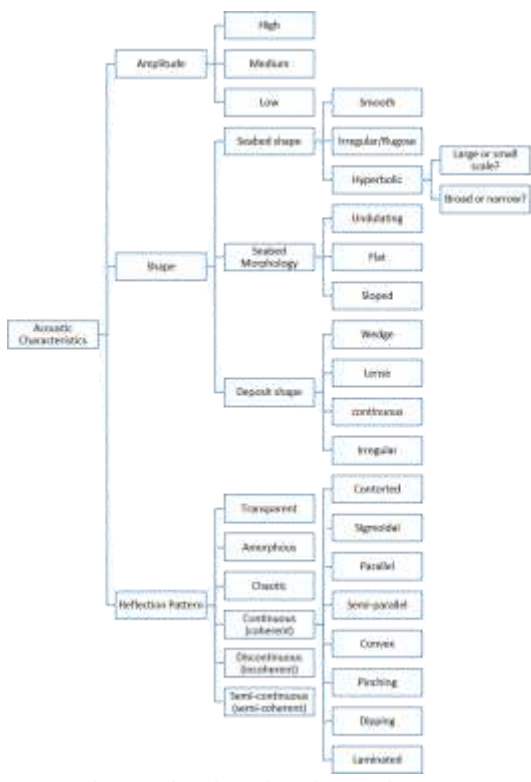 High
Amplitude
Medium
Low
Smooth
Seabed shape
Irregular/Rugose
Large or small
scale?
Hyperbolic
Broad or narrow?
Undulating
Seabed
Morphology
Flat
Shape
Sloped
Acoustic
Characteristics
Wedge
Lense
Deposit shape
continuous
Irregular
Contorted
Transparent
Sigmoidal
Amorphous
Parallel
Chaotic
Reflection Pattern
Continuous
(coherent)
Semi-parallel
Convex
Discontinuous
(incoherent)
Pinching
Semi-continuous
(semi-coherent)
Dipping
Laminated